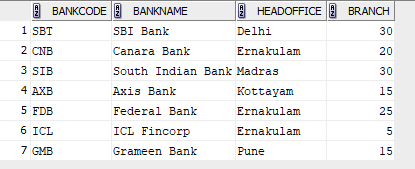 BANKCODE BANKNAME HEADOFFICE BRANCH
1 SBT SBI Bank Delhi 30
2 CNB Canara Bank Ernakulam 20
3 SIB South Indian Bank Madras 30
4 AXB Axis Bank Kottayam 15
5 FDB Federal Bank Ernakulam 25
6 ICL ICL Fincorp Ernakulam 5
7 GMB Grameen Bank Pune 15